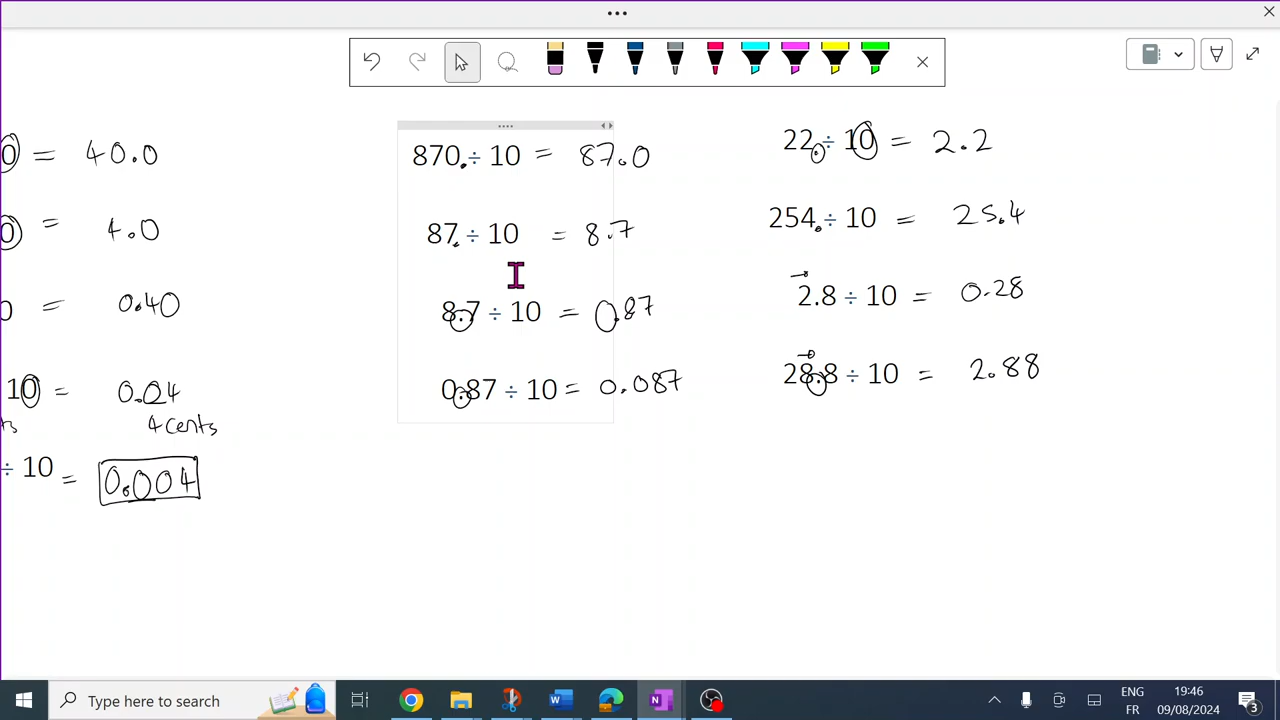 0 = 40.0
0 = 4.0
0 = 0.40
10 = 0.04
ts 4 cents
÷ 10 = 0.004
870. ÷ 10 = 87.0
87. ÷ 10 = 8.7
8.7 ÷ 10 = 0.87
0.87 ÷ 10 = 0.087
22. ÷ 10 = 2.2
254. ÷ 10 = 25.4
2.8 ÷ 10 = 0.28
28.8 ÷ 10 = 2.88
Type here to search
ENG
FR
19:46
09/08/2024
3